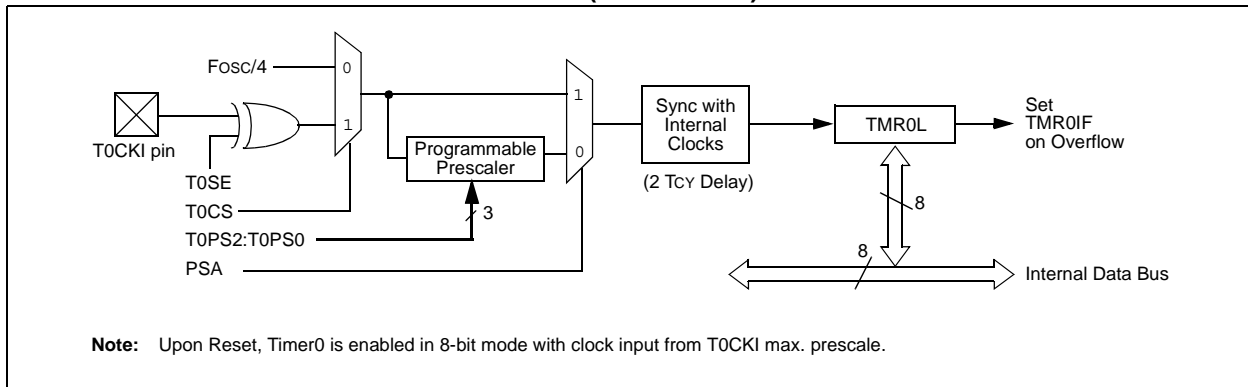 FOSC/4
0
1
T0CKI pin
T0SE
T0CS
T0PS2:T0PS0
PSA
Programmable
Prescaler
3
1
0
Sync with
Internal
Clocks
(2 TCY Delay)
TMR0L
Set
TMR0IF
on Overflow
8
8
Internal Data Bus
Note: Upon Reset, Timer0 is enabled in 8-bit mode with clock input from T0CKI max. prescale.